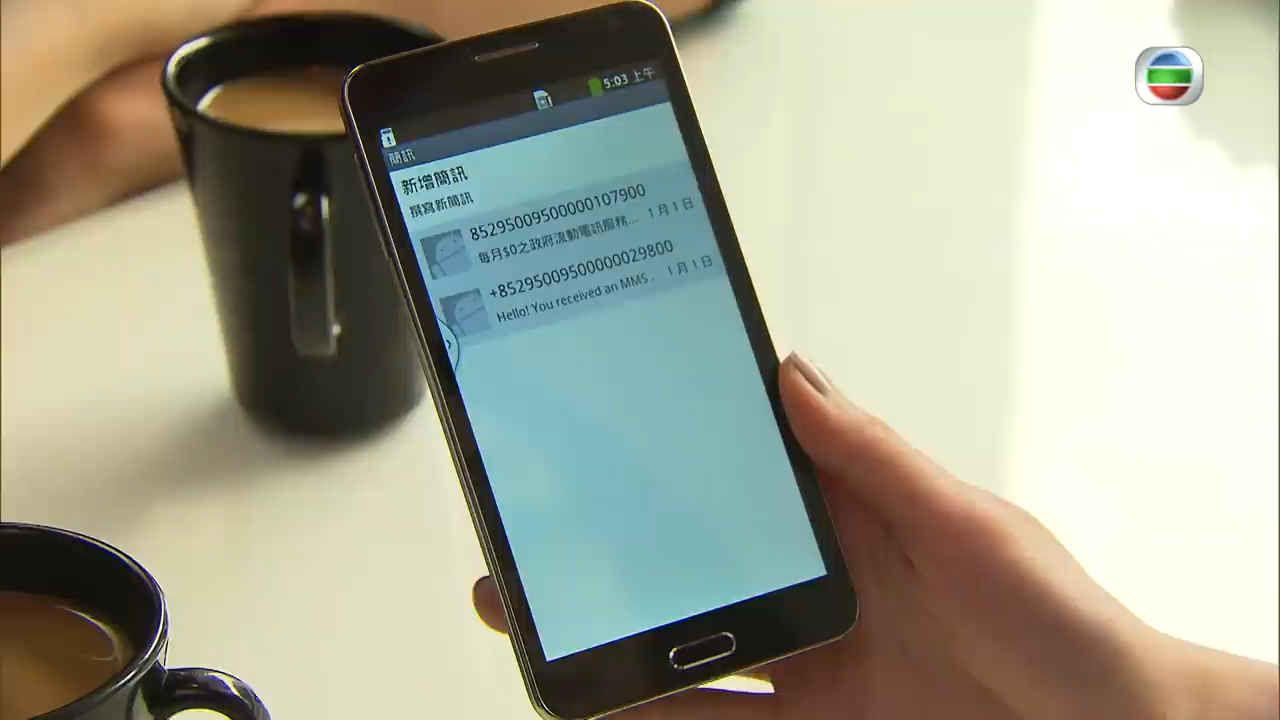 5:03 上午
簡訊
新增簡訊
撰寫新簡訊
85295009500000107900
每月$0之政府流動電訊服務... 1月1日
+85295009500000029800
Hello! You received an MMS . 1月1日